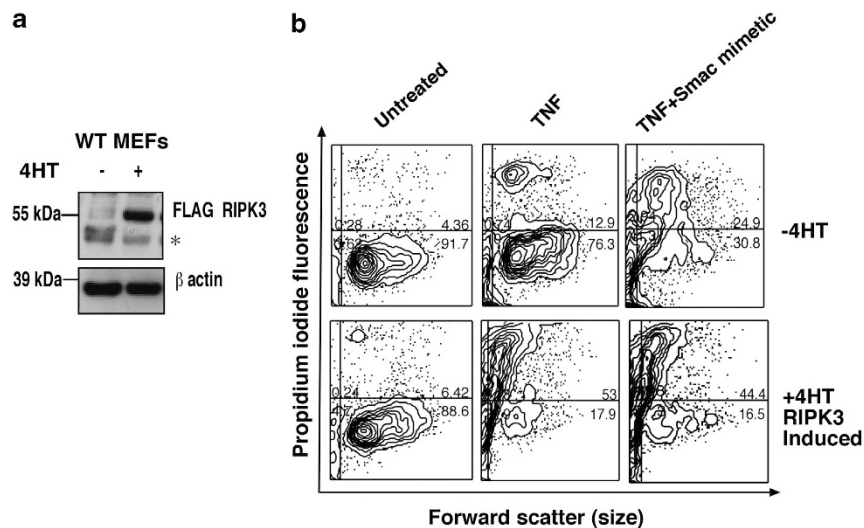 a
WT MEFs
4HT - +
55 kDa
FLAG RIPK3
*
39 kDa
β actin
b
Untreated
TNF
TNF+Smac mimetic
Propidium iodide fluorescence
0.28 4.36
91.7
12.9
76.3
24.9
30.8
-4HT
0.24 6.42
88.6
53
17.9
44.4
16.5
+4HT
RIPK3
Induced
Forward scatter (size)